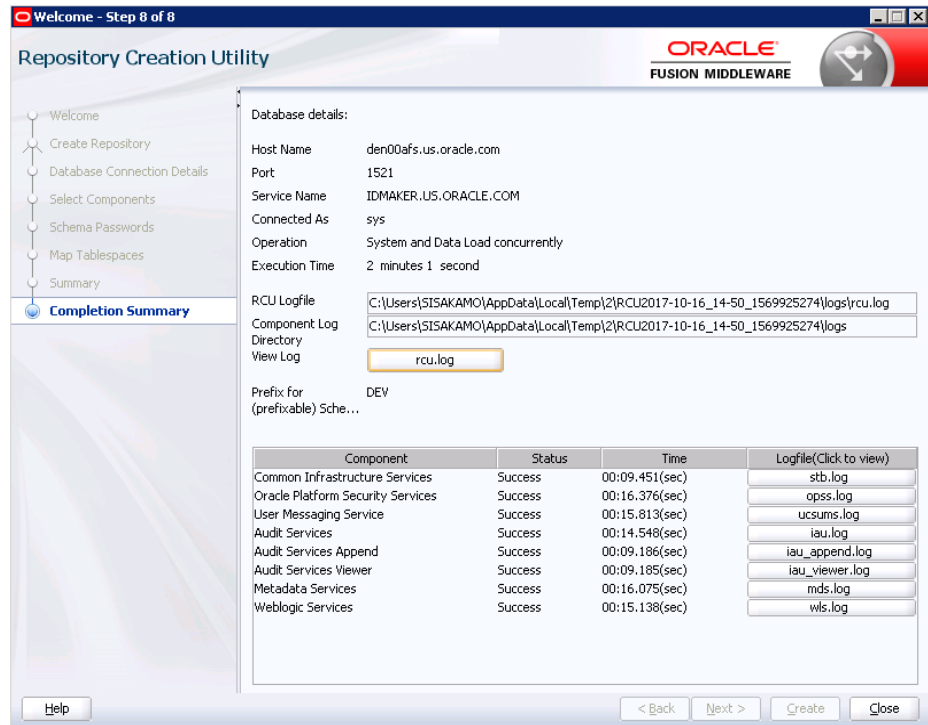 Welcome - Step 8 of 8
Repository Creation Utility
ORACLE
FUSION MIDDLEWARE
Welcome
Create Repository
Database Connection Details
Select Components
Schema Passwords
Map Tablespaces
Summary
Completion Summary
Database details:
Host Name den00afs.us.oracle.com
Port 1521
Service Name IDMAKER.US.ORACLE.COM
Connected As sys
Operation System and Data Load concurrently
Execution Time 2 minutes 1 second
RCU Logfile C:\Users\SISAKAMO\AppData\Local\Temp\2\RCU2017-10-16_14-50_1569925274\logs\rcu.log
Component Log C:\Users\SISAKAMO\AppData\Local\Temp\2\RCU2017-10-16_14-50_1569925274\logs
Directory
View Log rcu.log
Prefix for DEV
(prefixable) Sche...
Component Status Time Logfile(Click to view)
Common Infrastructure Services Success 00:09.451(sec) stb.log
Oracle Platform Security Services Success 00:16.376(sec) opss.log
User Messaging Service Success 00:15.813(sec) ucsums.log
Audit Services Success 00:14.548(sec) iau.log
Audit Services Append Success 00:09.186(sec) iau_append.log
Audit Services Viewer Success 00:09.185(sec) iau_viewer.log
Metadata Services Success 00:16.075(sec) mds.log
Weblogic Services Success 00:15.138(sec) wls.log
Help < Back Next > Create Close